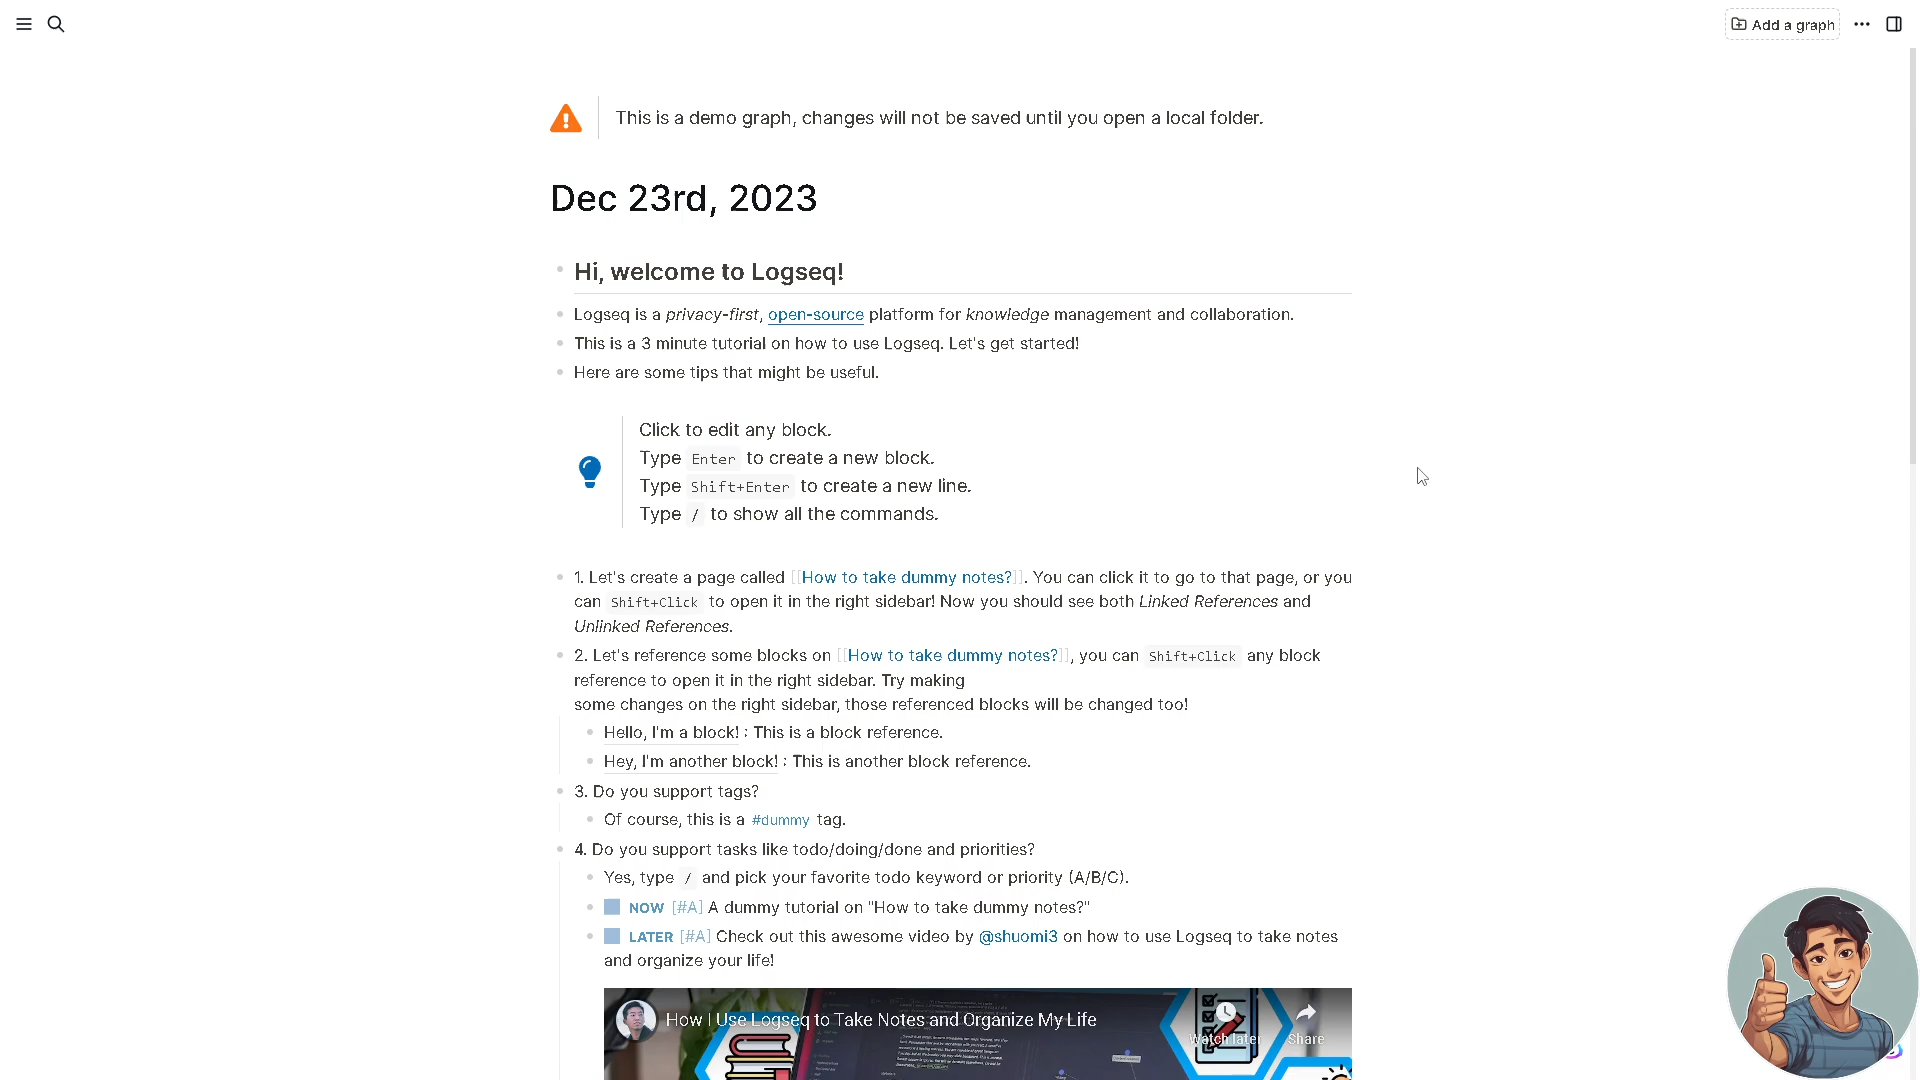 Add a graph
This is a demo graph, changes will not be saved until you open a local folder.
Dec 23rd, 2023
Hi, welcome to Logseq!
Logseq is a privacy-first, open-source platform for knowledge management and collaboration.
This is a 3 minute tutorial on how to use Logseq. Let's get started!
Here are some tips that might be useful.
Click to edit any block.
Type Enter to create a new block.
Type Shift+Enter to create a new line.
Type / to show all the commands.
1. Let's create a page called [[How to take dummy notes?]]. You can click it to go to that page, or you
can Shift+Click to open it in the right sidebar! Now you should see both Linked References and
Unlinked References.
2. Let's reference some blocks on [[How to take dummy notes?]], you can Shift+Click any block
reference to open it in the right sidebar. Try making
some changes on the right sidebar, those referenced blocks will be changed too!
Hello, I'm a block! : This is a block reference.
Hey, I'm another block! : This is another block reference.
3. Do you support tags?
Of course, this is a #dummy tag.
4. Do you support tasks like todo/doing/done and priorities?
Yes, type / and pick your favorite todo keyword or priority (A/B/C).
NOW [#A] A dummy tutorial on "How to take dummy notes?"
LATER [#A] Check out this awesome video by @shuomi3 on how to use Logseq to take notes
and organize your life!
How I Use Logseq to Take Notes and Organize My Life
Watch later
Share